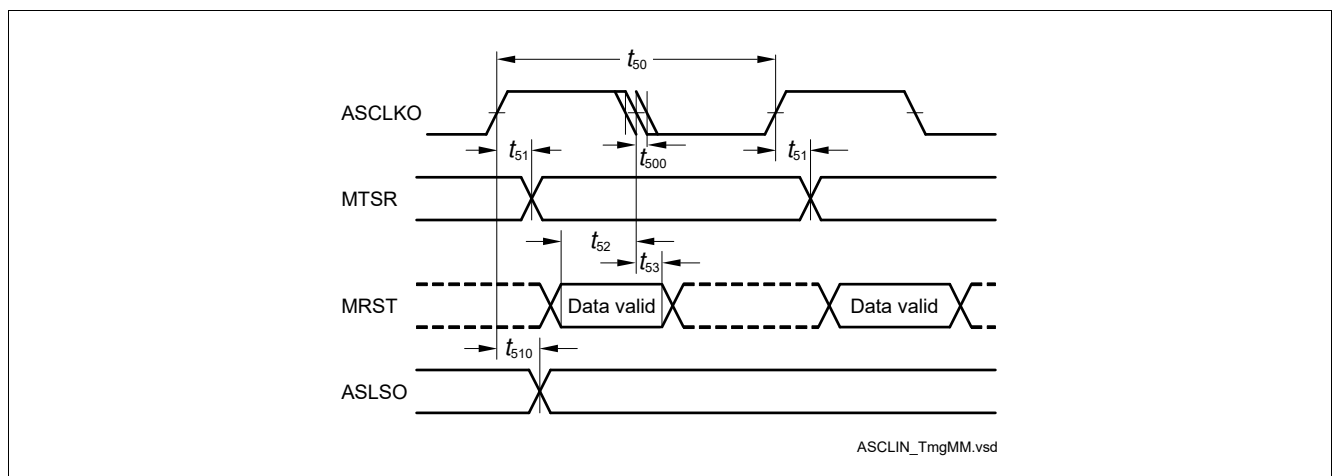 t50
ASCLKO
t51
t500
t51
MTSR
t52
t53
MRST
Data valid
Data valid
t510
ASLSO
ASCLIN_TmgMM.vsd